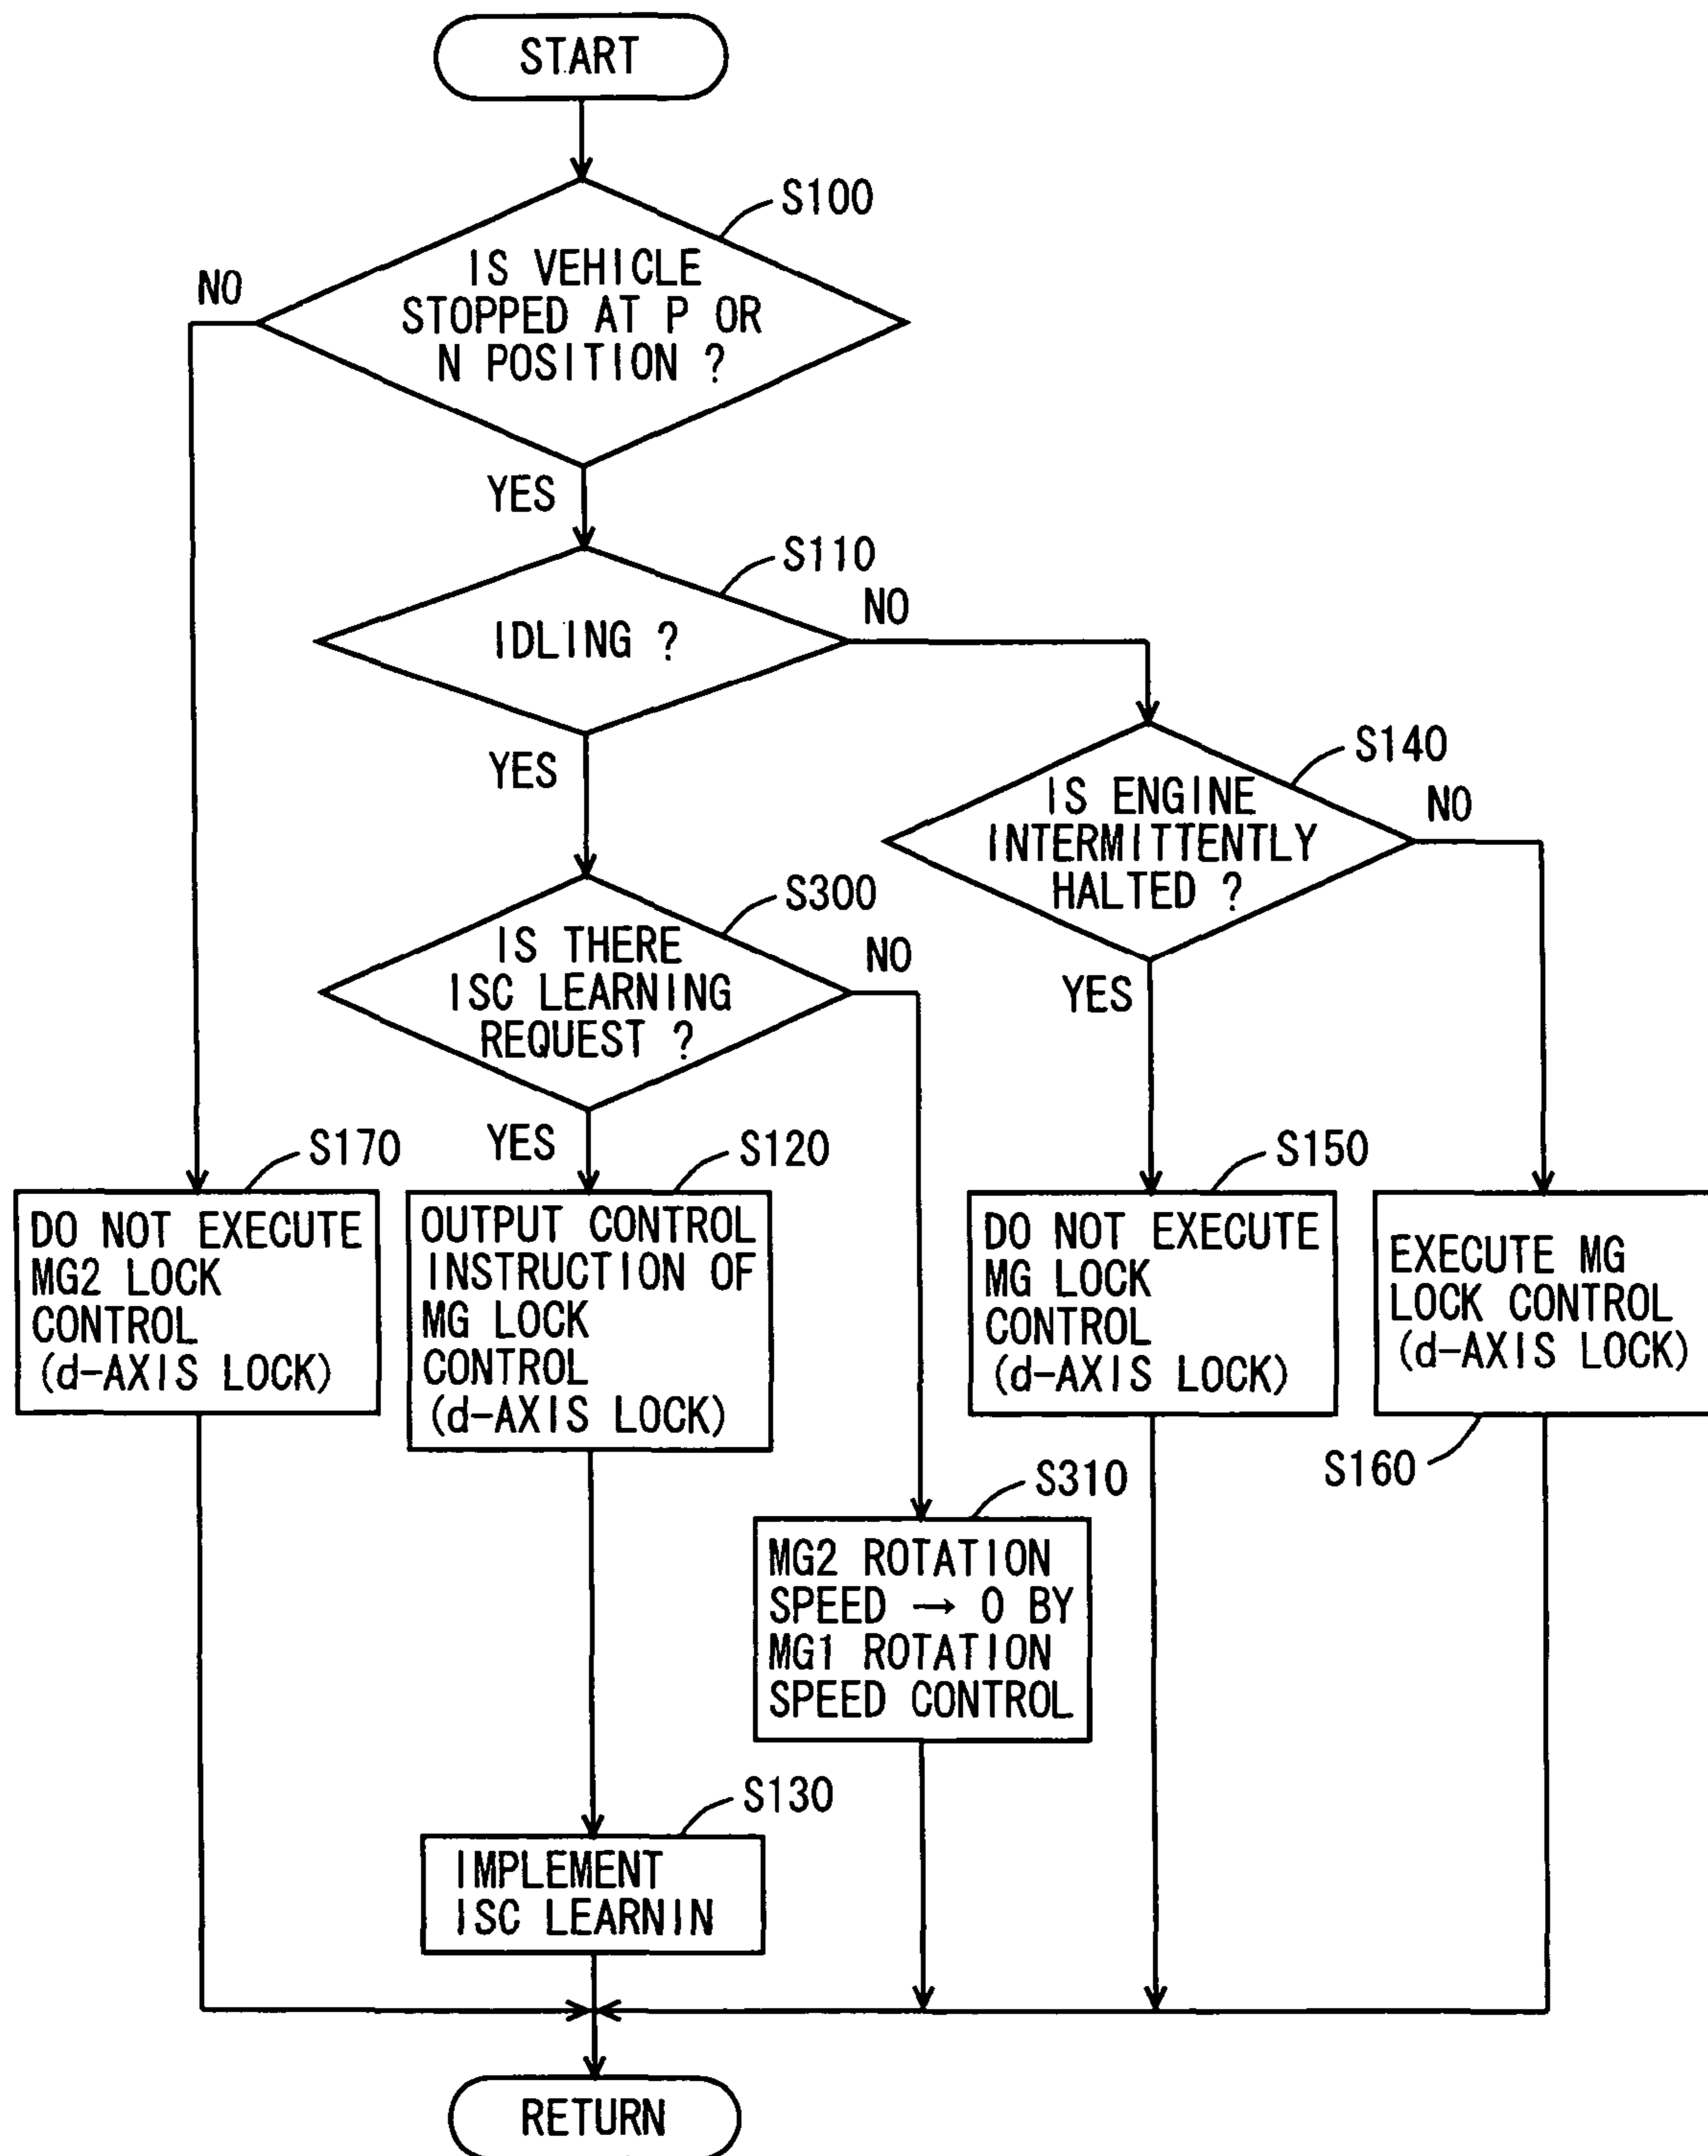 START
S100
IS VEHICLE
STOPPED AT P OR
N POSITION ?
NO
YES
S110
IDLING ?
NO
YES
S140
IS ENGINE
INTERMITTENTLY
HALTED ?
NO
YES
S300
IS THERE
ISC LEARNING
REQUEST ?
NO
YES
S170
DO NOT EXECUTE
MG2 LOCK
CONTROL
(d-AXIS LOCK)
S120
OUTPUT CONTROL
INSTRUCTION OF
MG LOCK
CONTROL
(d-AXIS LOCK)
S150
DO NOT EXECUTE
MG LOCK
CONTROL
(d-AXIS LOCK)
EXECUTE MG
LOCK CONTROL
(d-AXIS LOCK)
S160
S310
MG2 ROTATION
SPEED → 0 BY
MG1 ROTATION
SPEED CONTROL
S130
IMPLEMENT
ISC LEARNIN
RETURN